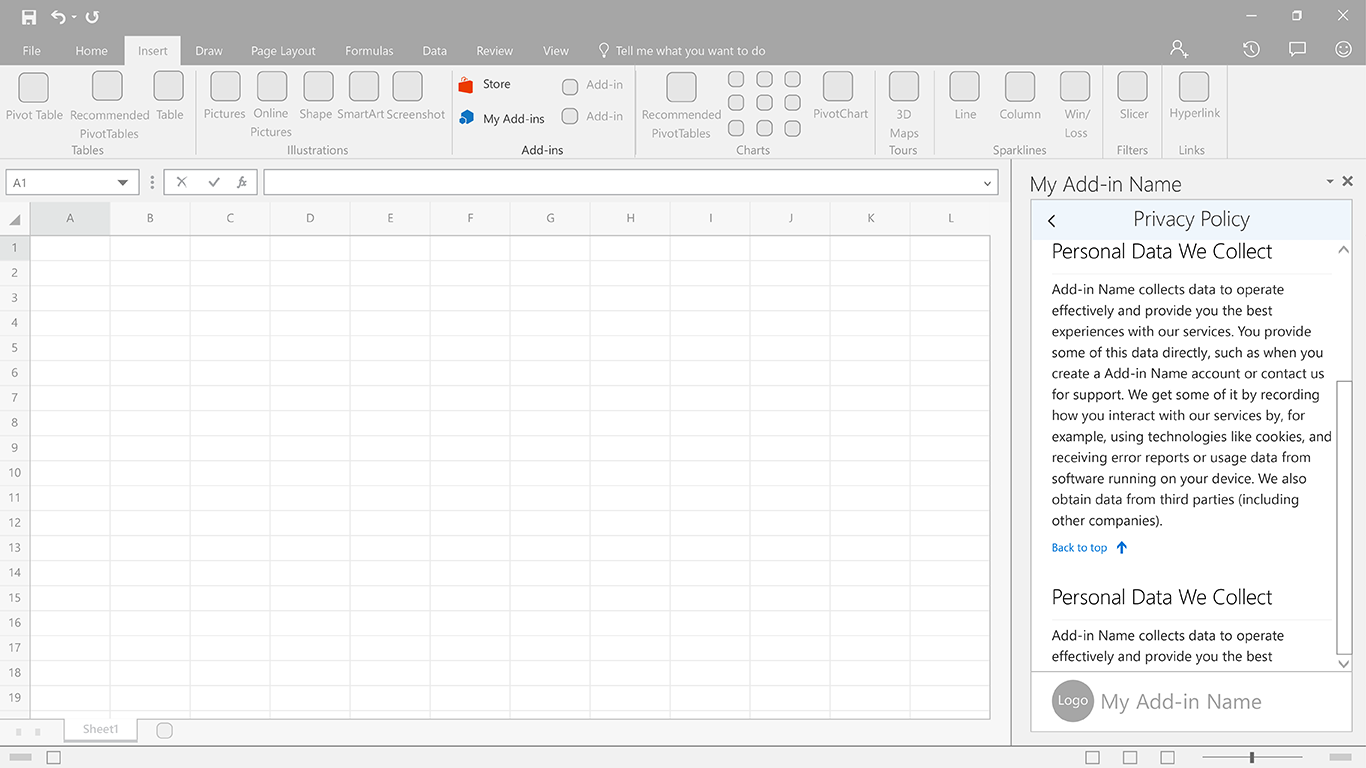 File Home Insert Draw Page Layout Formulas Data Review View Tell me what you want to do
Pivot Table
Recommended
PivotTables
Table
Tables
Pictures
Online
Pictures
Shape
SmartArt
Screenshot
Illustrations
Store
My Add-ins
Add-in
Add-in
Add-ins
Recommended
PivotTables
PivotChart
Charts
3D
Maps
Tours
Line
Column
Win/
Loss
Sparklines
Slicer
Filters
Hyperlink
Links
A1
fx
A B C D E F G H I J K L
1
2
3
4
5
6
7
8
9
10
11
12
13
14
15
16
17
18
19
Sheet1
My Add-in Name
Privacy Policy
Personal Data We Collect
Add-in Name collects data to operate
effectively and provide you the best
experiences with our services. You provide
some of this data directly, such as when you
create a Add-in Name account or contact us
for support. We get some of it by recording
how you interact with our services by, for
example, using technologies like cookies, and
receiving error reports or usage data from
software running on your device. We also
obtain data from third parties (including
other companies).
Back to top
Personal Data We Collect
Add-in Name collects data to operate
effectively and provide you the best
Logo My Add-in Name